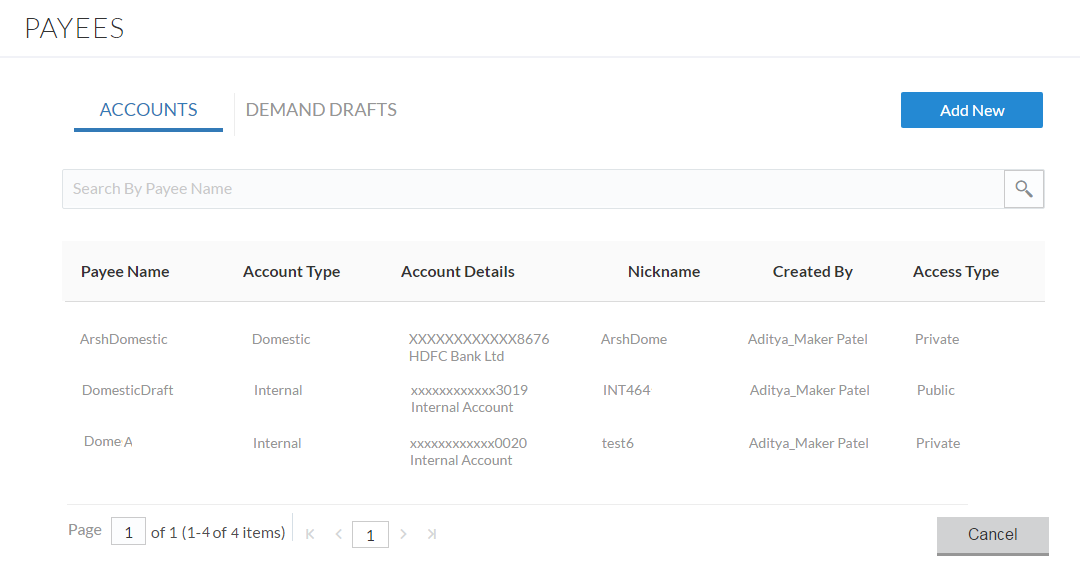 PAYEES
ACCOUNTS DEMAND DRAFTS Add New
Search By Payee Name
Payee Name Account Type Account Details Nickname Created By Access Type
ArshDomestic Domestic XXXXXXXXXXXX8676 ArshDome Aditya_Maker Patel Private
HDFC Bank Ltd
DomesticDraft Internal xxxxxxxxxxxx3019 INT464 Aditya_Maker Patel Public
Internal Account
Dome A Internal xxxxxxxxxxxx0020 test6 Aditya_Maker Patel Private
Internal Account
Page 1 of 1 (1-4 of 4 items) 1 Cancel